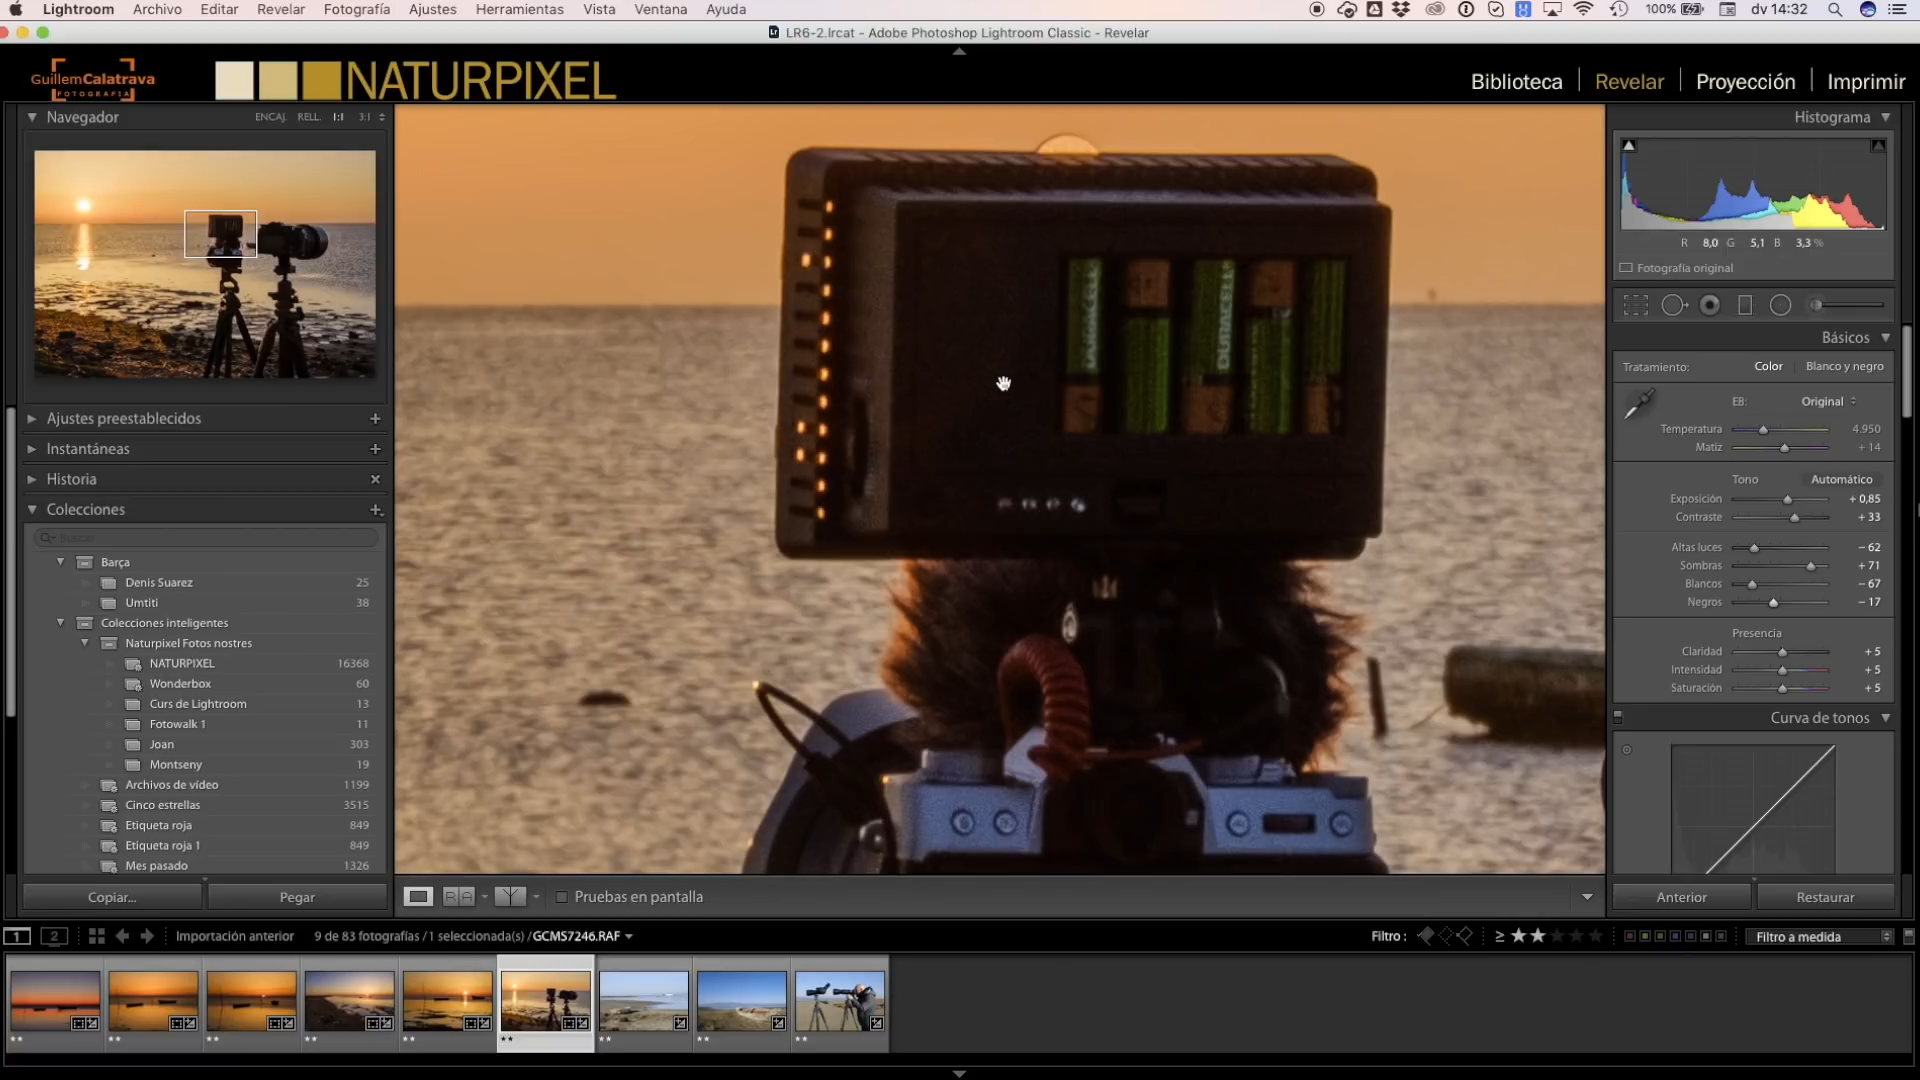 Lightroom Archivo Editar Revelar Fotografía Ajustes Herramientas Vista Ventana Ayuda 100% dv 14:32
LR6-2.lrcat - Adobe Photoshop Lightroom Classic - Revelar
GuillemCalatrava
FOTOGRAFIA
NATURPIXEL
Biblioteca Revelar Proyección Imprimir
Navegador ENCAJ. RELL. 1:1 3:1
Histograma
R 8,0 G 5,1 B 3,3 %
Fotografía original
Básicos
Tratamiento: Color Blanco y negro
EB: Original
Temperatura 4.950
Matiz + 14
Tono Automático
Exposición + 0,85
Contraste + 33
Altas luces − 62
Sombras + 71
Blancos − 67
Negros − 17
Presencia
Claridad + 5
Intensidad + 5
Saturación + 5
Curva de tonos
Ajustes preestablecidos
Instantáneas
Historia
Colecciones
Buscar
Barça
Denis Suarez 25
Umtiti 38
Colecciones inteligentes
Naturpixel Fotos nostres
NATURPIXEL 16368
Wonderbox 60
Curs de Lightroom 13
Fotowalk 1 11
Joan 303
Montseny 19
Archivos de vídeo 1199
Cinco estrellas 3515
Etiqueta roja 849
Etiqueta roja 1 849
Mes pasado 1326
DURACELL
Copiar... Pegar
R A Y Pruebas en pantalla
Anterior Restaurar
1 2 Importación anterior 9 de 83 fotografías /1 seleccionada(s) /GCMS7246.RAF Filtro : ≥ Filtro a medida